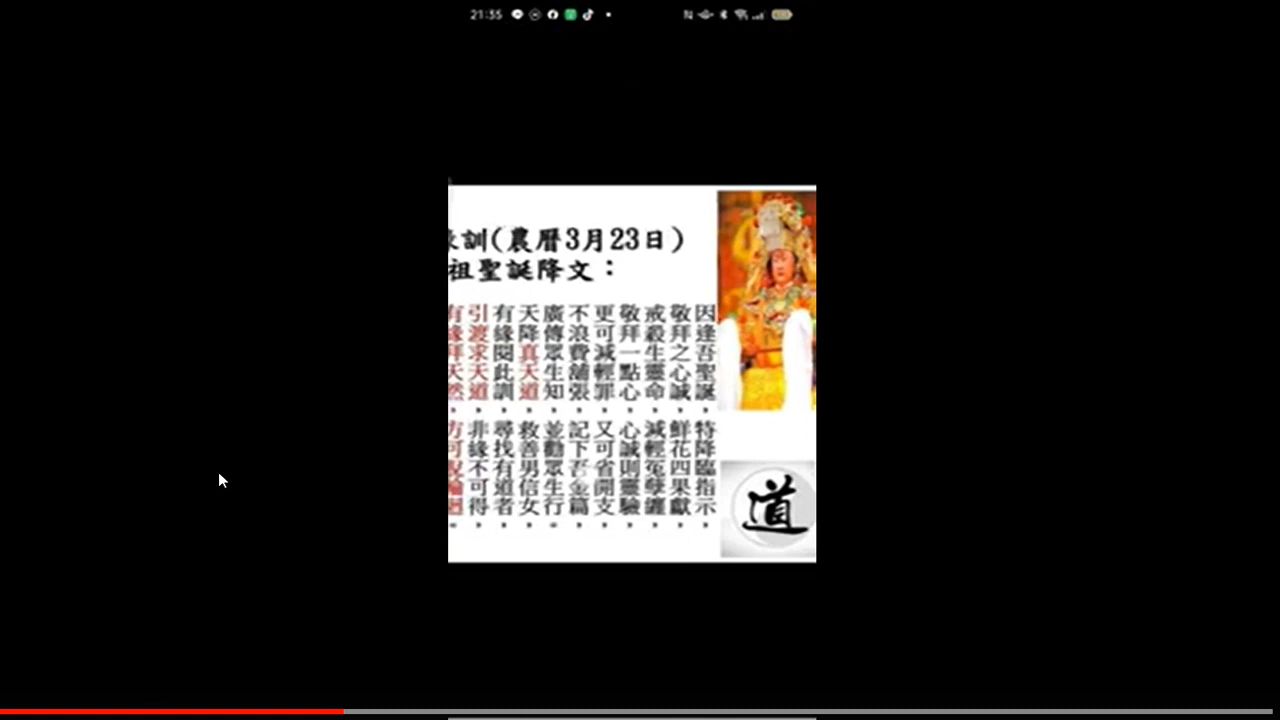 21:35
訓(農曆3月23日)
祖聖誕降文：
因逢吾聖誕，特降臨指示，
敬拜之心誠，鮮花四果獻，
戒殺生靈命，減輕冤孽纏，
敬拜一點心，心誠則靈驗，
更可減輕罪，又可省開支，
不浪費舖張，記下吾金篇，
廣傳眾生知，並勸眾生行。
天降真天道，救善男信女，
有緣閱此訓，尋找有道者，
引渡求天道，非緣不可得，
有緣拜天然，方可脫輪迴。
道